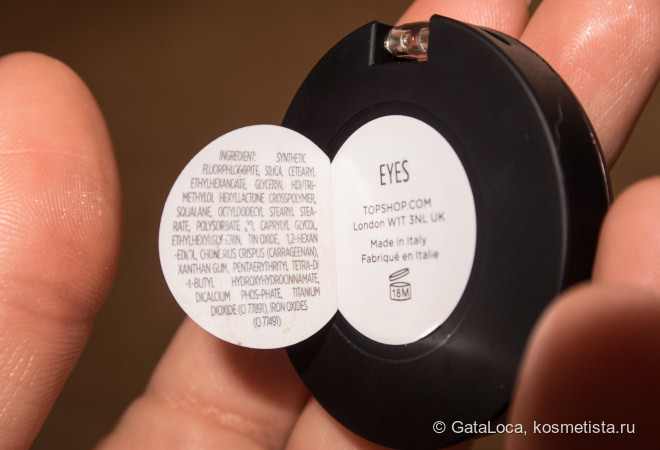 INGREDIENT: SYNTHETIC
FLUORPHLOGOPITE, SILICA, CETEARYL
ETHYLHEXANOATE, GLYCERIN, HDI/TRI-
METHYLOL HEXYLLACTONE CROSSPOLYMER,
SQUALANE, OCTYLDODECYL STEARYL STEA-
RATE, POLYSORBATE CAPRYLYL GLYCOL,
ETHYLHEXYLGLYCERIN, TIN OXIDE, 1,2-HEXAN
-EDIOL, CHONDRUS CRISPUS (CARRAGEENAN),
XANTHAN GUM, PENTAERYTHRITYL TETRA-DI
-t-BUTYL HYDROXYHYDROCINNAMATE,
DICALCIUM PHOS-PHATE, TITANIUM
DIOXIDE (CI 77891), IRON OXIDES
(CI 77491)
EYES
TOPSHOP.COM
London W1T 3NL UK
Made in Italy
Fabriqué en Italie
18M
© GataLoca, kosmetista.ru